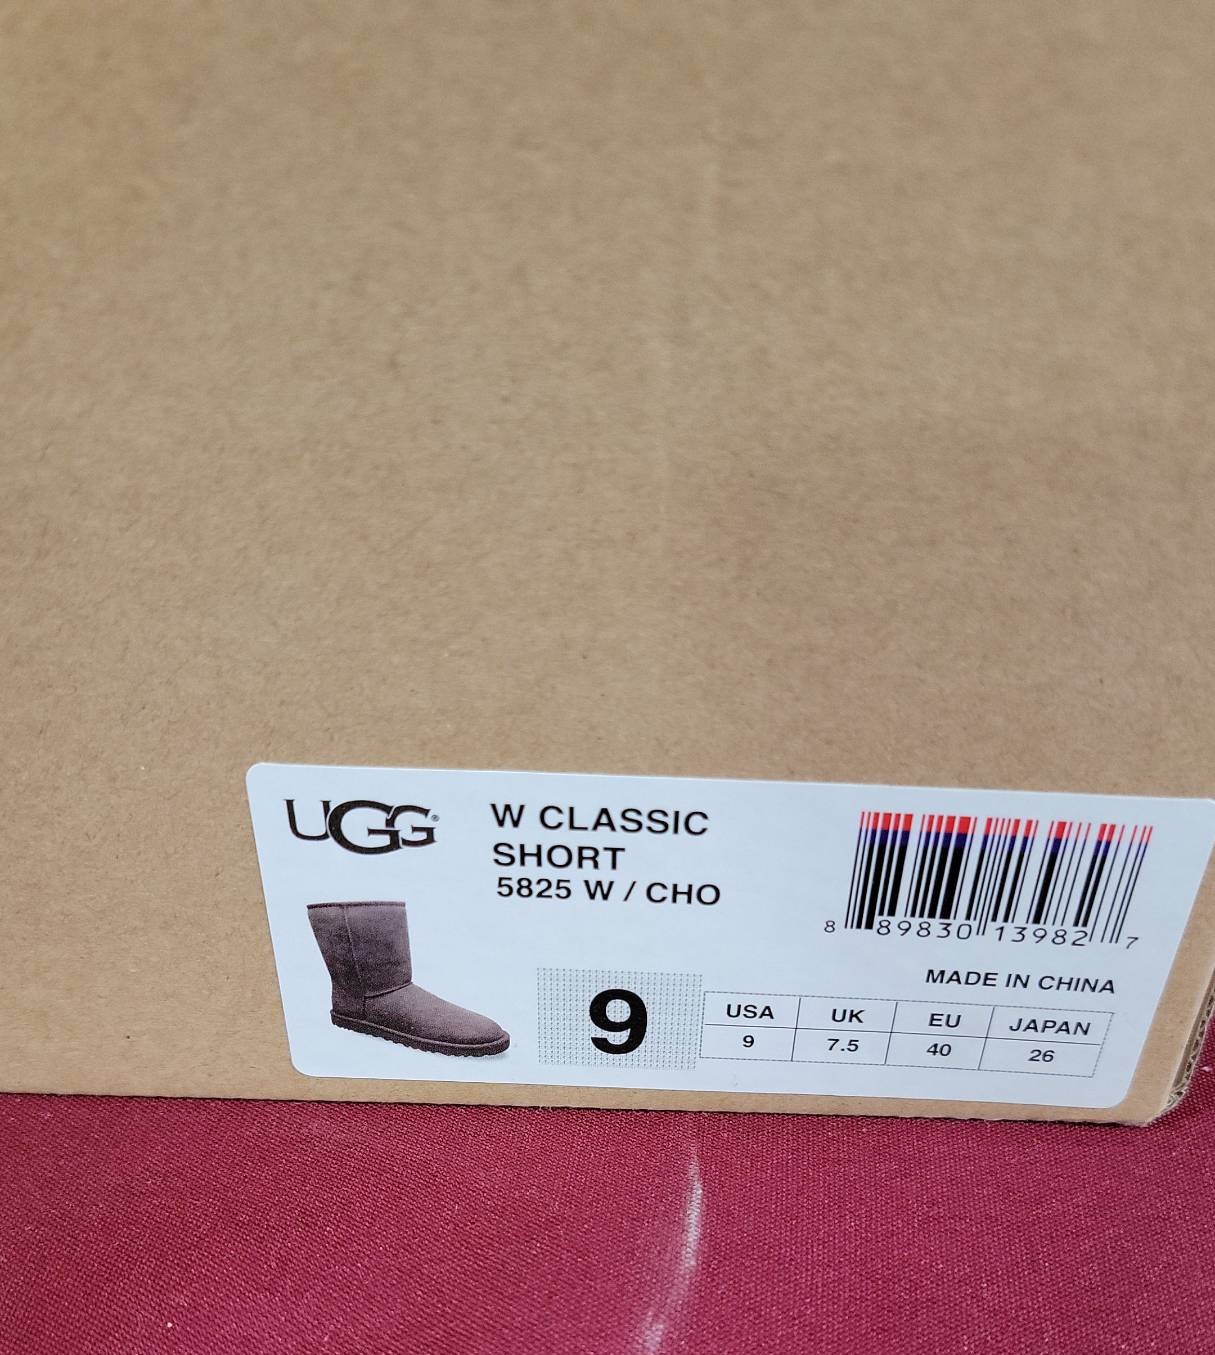 UGG®
W CLASSIC
SHORT
5825 W / CHO
8 89830 13982 7
MADE IN CHINA
9
USA UK EU JAPAN
9 7.5 40 26